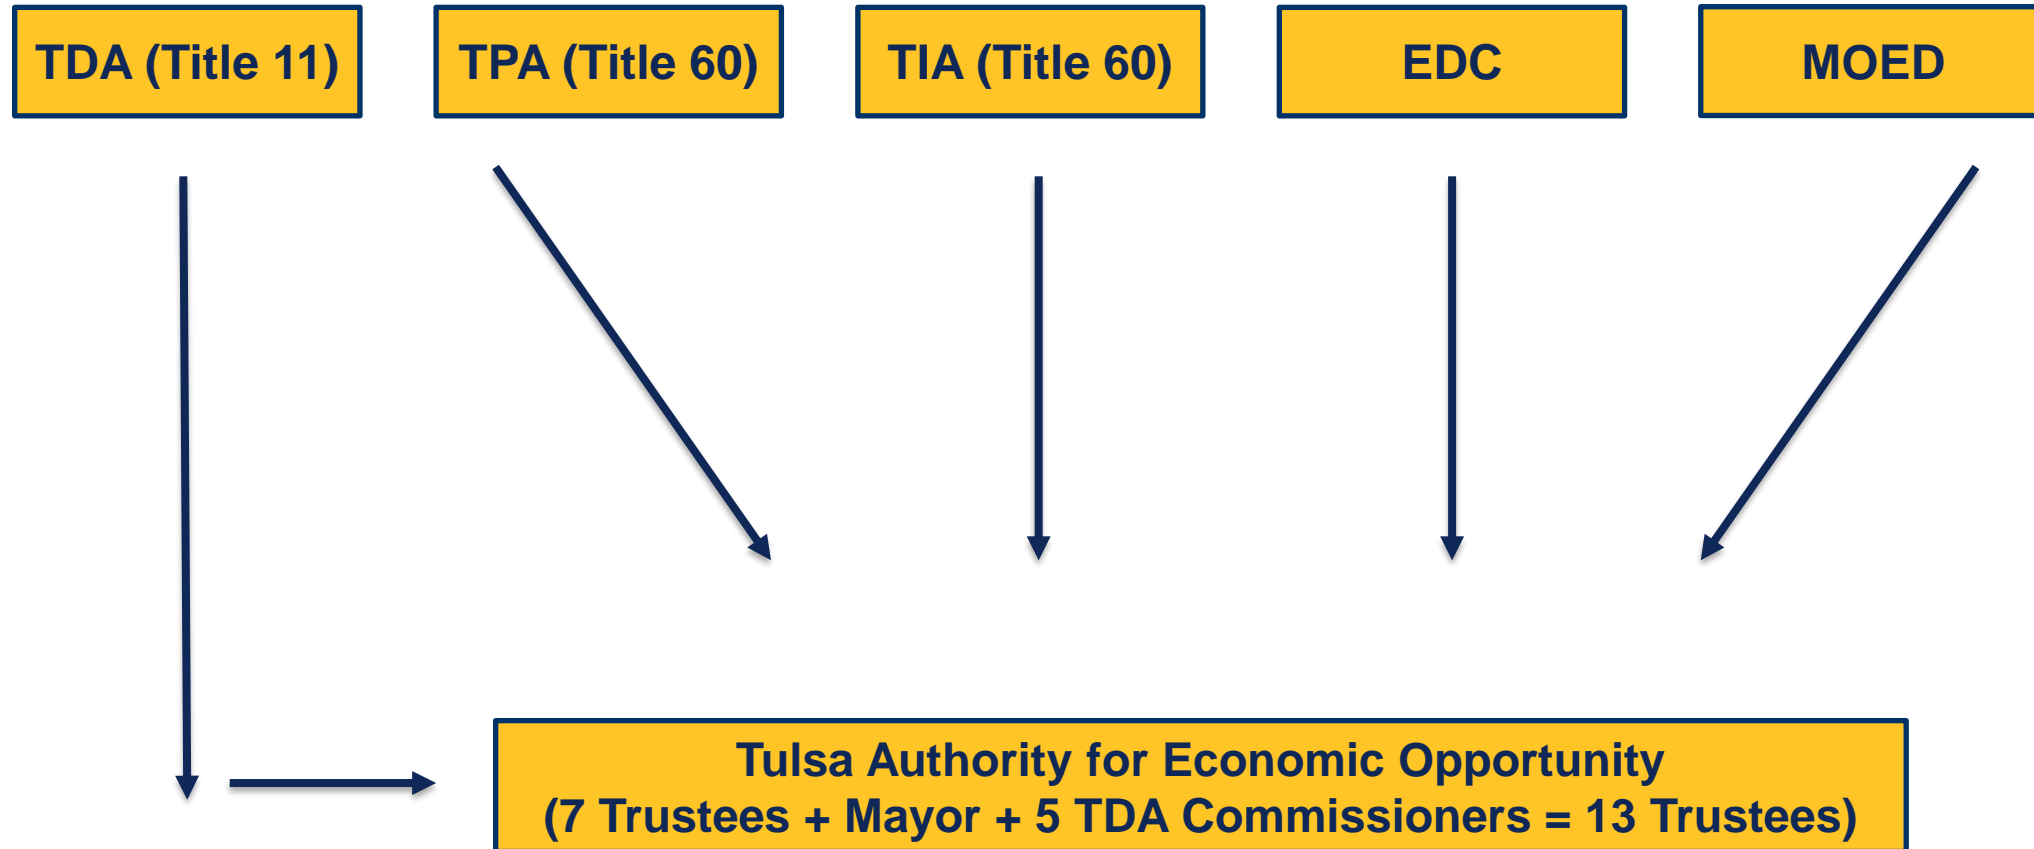 TDA (Title 11)
TPA (Title 60)
TIA (Title 60)
EDC
MOED
Tulsa Authority for Economic Opportunity
(7 Trustees + Mayor + 5 TDA Commissioners = 13 Trustees)